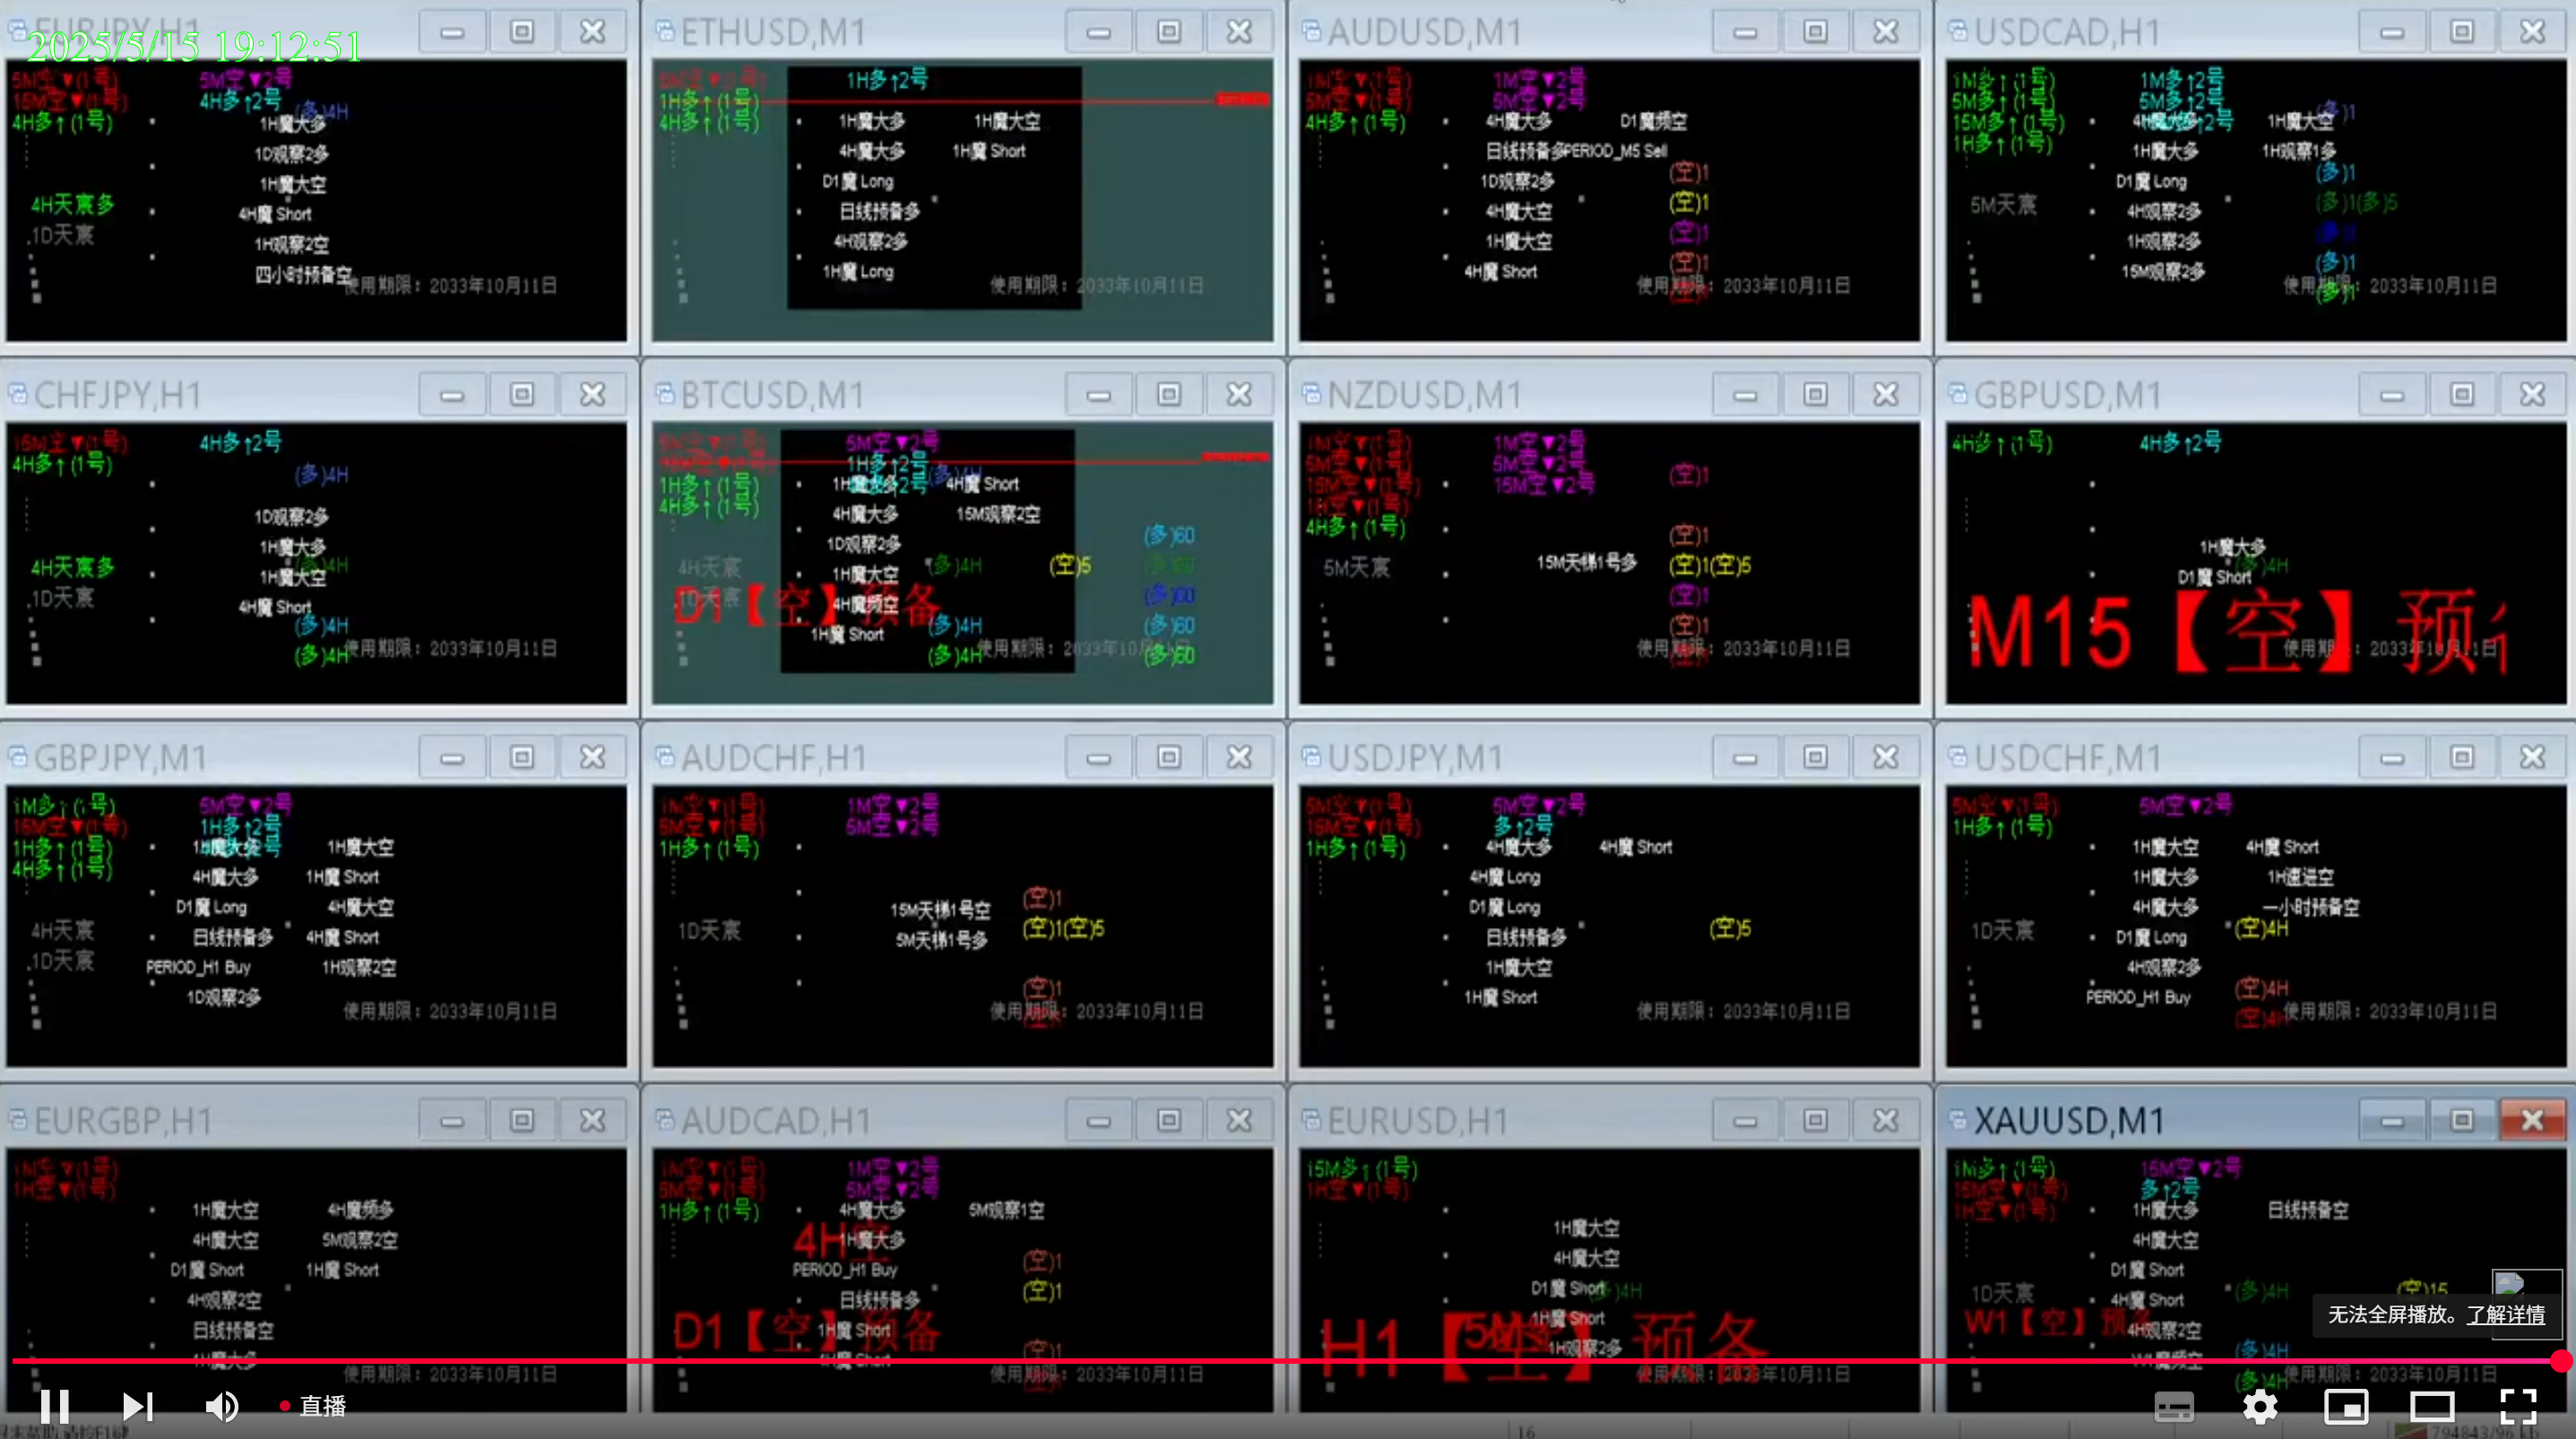 EURJPY,H1
2025/5/15 19:12:51
5M空▼(1号)
5M空▼2号
15M空▼(1号)
4H多↑2号
(多)4H
4H多↑(1号)
1H魔大多
1D观察2多
1H魔大空
4H天宸多
4H魔 Short
1D天宸
1H观察2空
四小时预备空
使用期限：2033年10月11日
ETHUSD,M1
1H多↑2号
1H多↑(1号)
4H多↑(1号)
1H魔大多
1H魔大空
4H魔大多
1H魔 Short
D1魔 Long
日线预备多
4H观察2多
1H魔 Long
使用期限：2033年10月11日
AUDUSD,M1
1M空▼(1号)
1M空▼2号
5M空▼(1号)
5M空▼2号
4H多↑(1号)
4H魔大多
D1魔频空
日线预备多
PERIOD_M5 Sell
(空)1
1D观察2多
(空)1
4H魔大空
(空)1
1H魔大空
(空)1
4H魔 Short
使用期限：2033年10月11日
USDCAD,H1
1M多↑(1号)
1M多↑2号
5M多↑(1号)
5M多↑2号
(多)1
15M多↑(1号)
4H魔大多
1H魔大空
1H多↑(1号)
1H魔大多
1H观察1多
D1魔 Long
(多)1
5M天宸
4H观察2多
(多)1(多)5
1H观察2多
15M观察2多
(多)1
(多)1
使用期限：2033年10月11日
CHFJPY,H1
15M空▼(1号)
4H多↑2号
4H多↑(1号)
(多)4H
1D观察2多
1H魔大多
4H天宸多
1H魔大空
1D天宸
4H魔 Short
(多)4H
(多)4H
使用期限：2033年10月11日
BTCUSD,M1
5M空▼(1号)
5M空▼2号
1H多↑2号
(多)4H
1H多↑(1号)
4H魔 Short
4H多↑(1号)
4H魔大多
15M观察2空
1D观察2多
(多)60
4H天宸
1H魔大空
(多)4H
(空)5
1D天宸
D1【空】预备
4H魔频空
(多)60
1H魔 Short
(多)4H
(多)60
(多)4H
(多)60
使用期限：2033年10月11日
NZDUSD,M1
1M空▼(1号)
1M空▼2号
5M空▼(1号)
5M空▼2号
15M空▼(1号)
15M空▼2号
(空)1
1H空▼(1号)
4H多↑(1号)
(空)1
5M天宸
15M天梯1号多
(空)1(空)5
(空)1
(空)1
使用期限：2033年10月11日
GBPUSD,M1
4H多↑(1号)
4H多↑2号
1H魔大多
D1魔 Short
M15【空】预
使用期限：2033年10月11日
GBPJPY,M1
1M多↑(1号)
5M空▼2号
15M空▼(1号)
1H多↑2号
1H多↑(1号)
1H魔大空
4H多↑(1号)
4H魔大多
1H魔 Short
D1魔 Long
4H魔大空
4H天宸
日线预备多
4H魔 Short
1D天宸
PERIOD_H1 Buy
1H观察2空
1D观察2多
使用期限：2033年10月11日
AUDCHF,H1
1M空▼(1号)
1M空▼2号
5M空▼(1号)
5M空▼2号
1H多↑(1号)
(空)1
15M天梯1号空
(空)1(空)5
1D天宸
5M天梯1号多
(空)1
使用期限：2033年10月11日
USDJPY,M1
5M空▼(1号)
5M空▼2号
15M空▼(1号)
多↑2号
1H多↑(1号)
4H魔大多
4H魔 Short
4H魔 Long
D1魔 Long
日线预备多
(空)5
1H魔大空
1H魔 Short
使用期限：2033年10月11日
USDCHF,M1
5M空▼(1号)
5M空▼2号
1H多↑(1号)
1H魔大空
4H魔 Short
1H魔大多
1H速进空
4H魔大多
一小时预备空
1D天宸
D1魔 Long
(空)4H
4H观察2多
PERIOD_H1 Buy
(空)4H
(空)4H
使用期限：2033年10月11日
EURGBP,H1
1M空▼(1号)
1H空▼(1号)
1H魔大空
4H魔频多
4H魔大空
5M观察2空
D1魔 Short
1H魔 Short
4H观察2空
日线预备空
1H魔大多
使用期限：2033年10月11日
AUDCAD,H1
1M空▼(1号)
1M空▼2号
5M空▼(1号)
5M空▼2号
1H多↑(1号)
4H魔大多
5M观察1空
4H空
1H魔大多
PERIOD_H1 Buy
(空)1
日线预备多
(空)1
D1【空】预备
1H魔 Short
(空)1
使用期限：2033年10月11日
EURUSD,H1
15M多↑(1号)
1H空▼(1号)
1H魔大空
4H魔大空
D1魔 Short
1H魔 Short
H1【空】预备
1H观察2多
使用期限：2033年10月11日
XAUUSD,M1
1M多↑(1号)
15M空▼2号
15M空▼(1号)
多↑2号
1H空▼(1号)
1H魔大多
日线预备空
4H魔大空
D1魔 Short
1D天宸
4H魔 Short
(多)4H
(空)15
W1【空】预
4H观察2空
(多)4H
(多)4H
使用期限：2033年10月11日
无法全屏播放。了解详情
直播
16